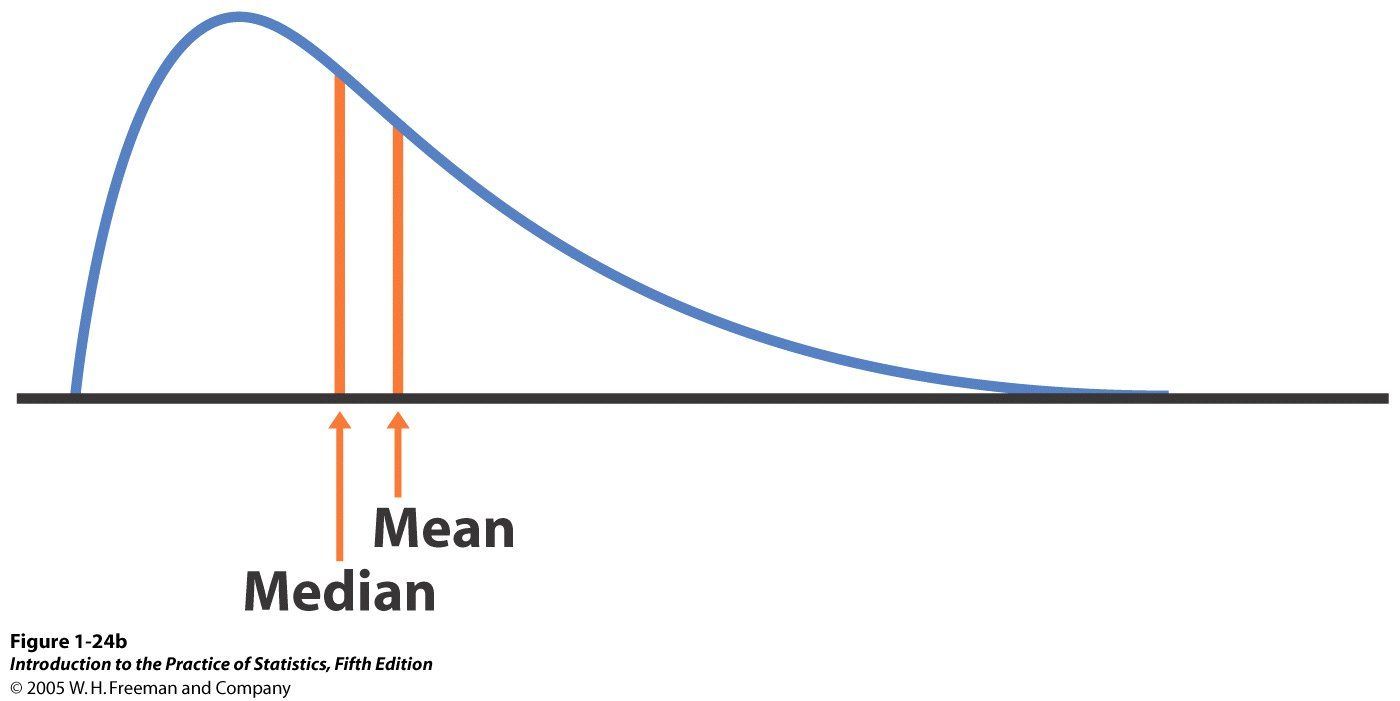 Mean
Median
Figure 1-24b
Introduction to the Practice of Statistics, Fifth Edition
© 2005 W. H. Freeman and Company